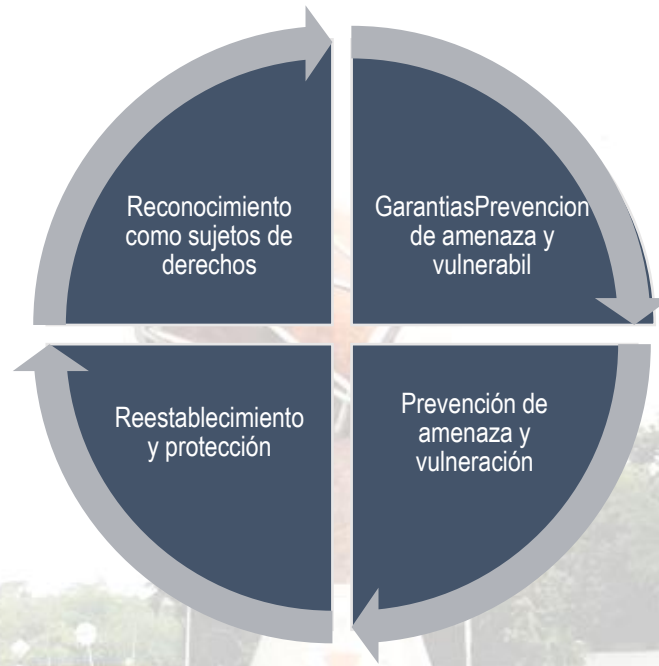 Reconocimiento
como sujetos de
derechos
GarantiasPrevencion
de amenaza y
vulnerabil
Reestablecimiento
y protección
Prevención de
amenaza y
vulneración